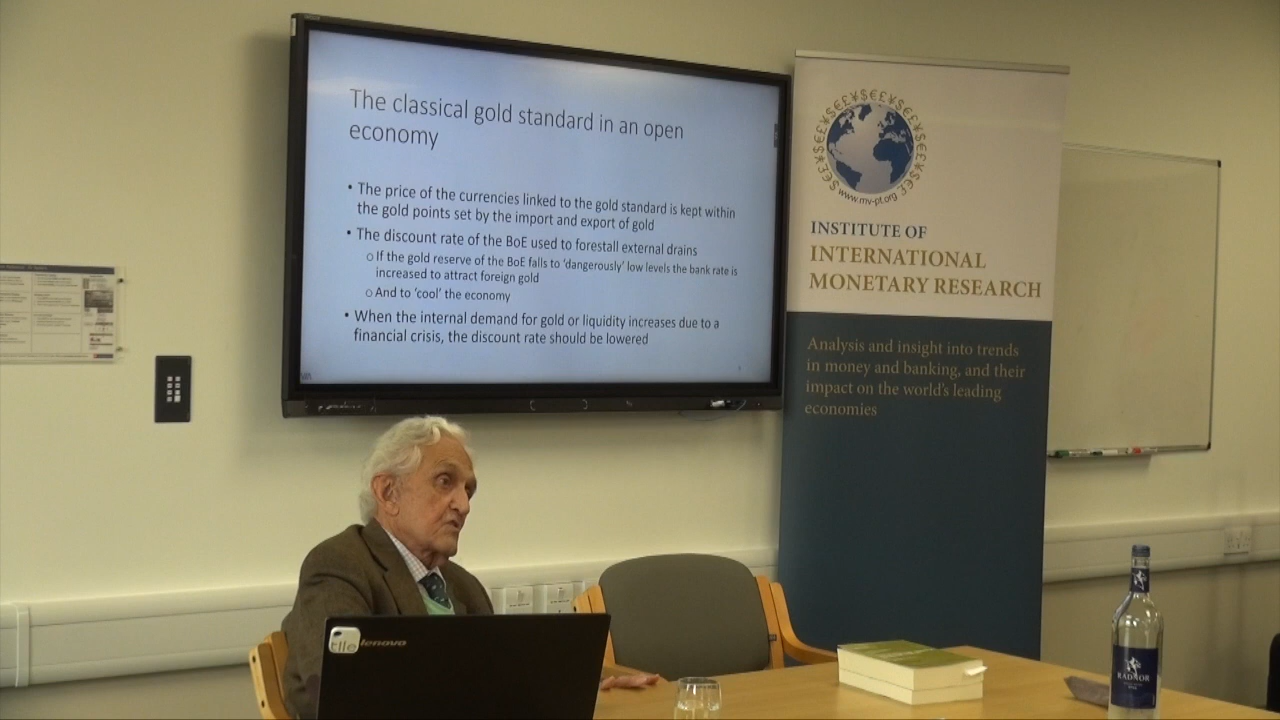 The classical gold standard in an open
economy
• The price of the currencies linked to the gold standard is kept within
the gold points set by the import and export of gold
• The discount rate of the BoE used to forestall external drains
o If the gold reserve of the BoE falls to 'dangerously' low levels the bank rate is
increased to attract foreign gold
o And to 'cool' the economy
• When the internal demand for gold or liquidity increases due to a
financial crisis, the discount rate should be lowered
www.mv-pt.org
INSTITUTE OF
INTERNATIONAL
MONETARY RESEARCH
Analysis and insight into trends
in money and banking, and their
impact on the world's leading
economies
lenovo
RADNOR